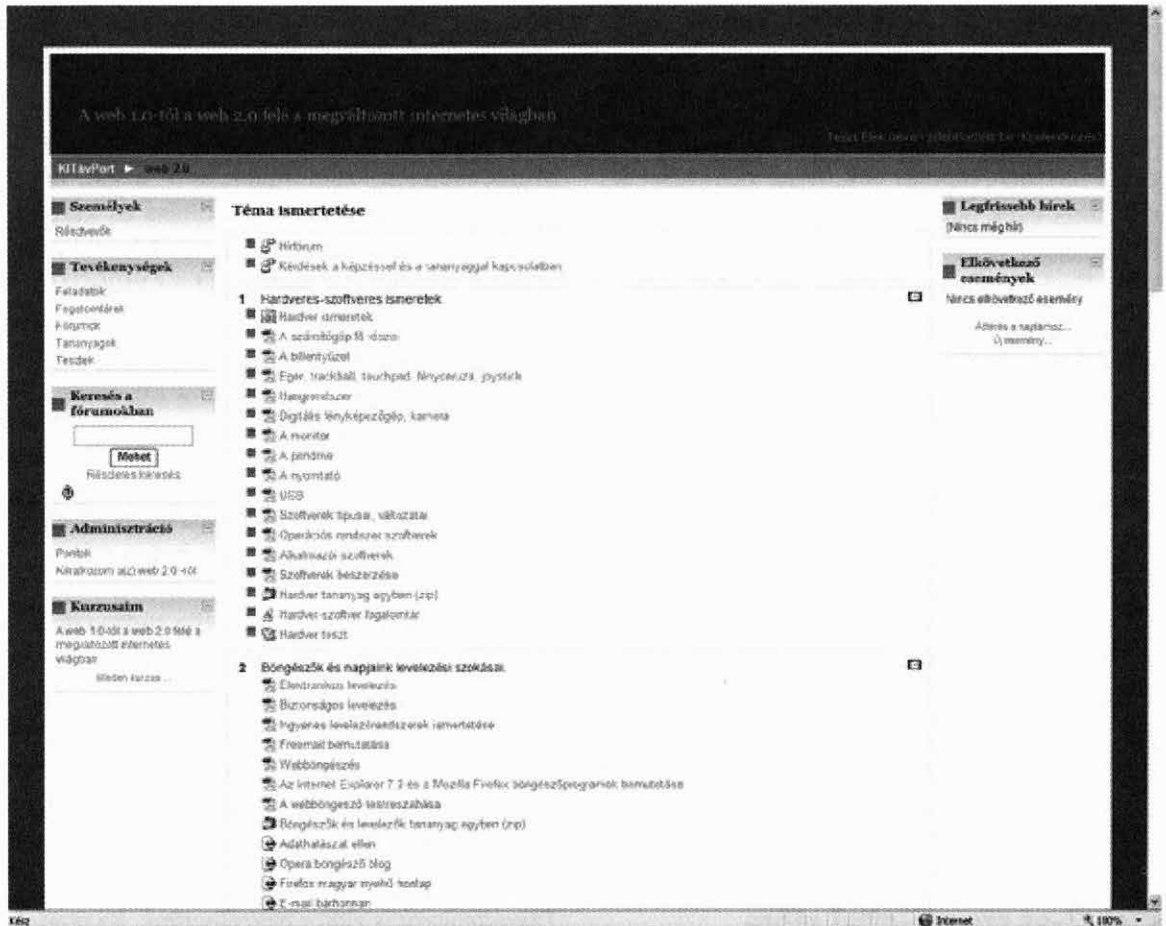 A web 1.0-tól a web 2.0 felé a megváltozott internetes világban
KITávPort ► web 2.0
Személyek
Résztvevők
Tevékenységek
Feladatok
Fogalomtárak
Fórumok
Tananyagok
Tesztek
Keresés a fórumokban
Mehet
Részletes keresés
Adminisztráció
Pontok
Kiiratkozom a(z) web 2.0 -ról
Kurzusaim
A web 1.0-tól a web 2.0 felé a
megváltozott internetes
világban
Minden kurzus ...
Téma ismertetése
Hírfórum
Kérdések a képzéssel és a tananyaggal kapcsolatban
1 Hardveres-szoftveres ismeretek
Hardver ismeretek
A számítógép fő részei
A billentyűzet
Egér, trackball, touchpad, fényceruza, joystick
Hangrendszer
Digitális fényképezőgép, kamera
A monitor
A pendrive
A nyomtató
USB
Szoftverek típusai, változatai
Operációs rendszer szoftverek
Alkalmazói szoftverek
Szoftverek beszerzése
Hardver tananyag egyben (zip)
Hardver-szoftver fogalomtár
Hardver teszt
2 Böngészők és napjaink levelezési szokásai
Elektronikus levelezés
Biztonságos levelezés
Ingyenes levelezőrendszerek ismertetése
Freemail bemutatása
Webböngészés
Az Internet Explorer 7.0 és a Mozilla Firefox böngészőprogramok bemutatása
A webböngésző testreszabása
Böngészők és levelezők tananyag egyben (zip)
Adathalászat ellen
Opera böngésző blog
Firefox magyar nyelvű honlap
E-mail bárhonnan
Legfrissebb hírek
(Nincs még hír)
Elkövetkező
események
Nincs elkövetkező esemény
Áttérés a naptárhoz...
Új esemény...
Kész
Internet
100%